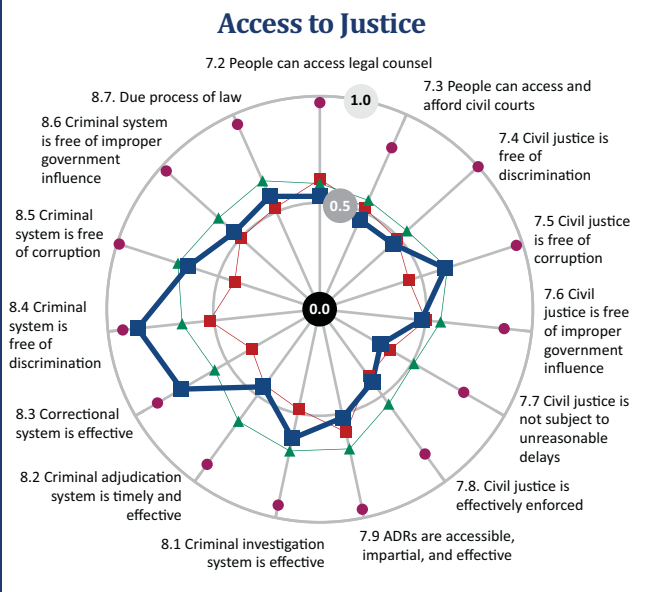 Access to Justice
7.2 People can access legal counsel
7.3 People can access and
afford civil courts
7.4 Civil justice is
free of
discrimination
7.5 Civil justice
is free of
corruption
7.6 Civil
justice is free
of improper
government
influence
7.7 Civil justice is
not subject to
unreasonable
delays
7.8. Civil justice is
effectively enforced
7.9 ADRs are accessible,
impartial, and effective
8.1 Criminal investigation
system is effective
8.2 Criminal adjudication
system is timely and
effective
8.3 Correctional
system is effective
8.4 Criminal
system is
free of
discrimination
8.5 Criminal
system is free
of corruption
8.6 Criminal system
is free of improper
government
influence
8.7. Due process of law
1.0
0.5
0.0